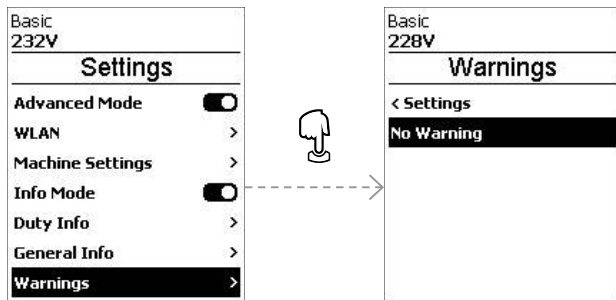 Basic
232V
Settings
Advanced Mode
WLAN >
Machine Settings >
Info Mode
Duty Info >
General Info >
Warnings >
Basic
228V
Warnings
< Settings
No Warning